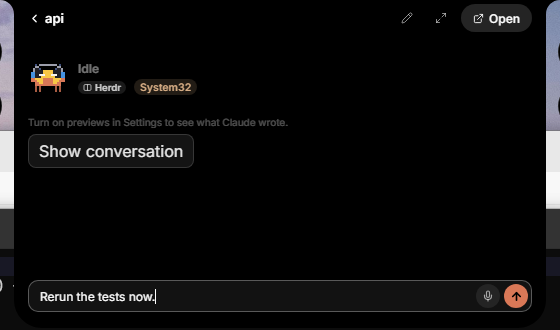 api
Open
Idle
Herdr
System32
Turn on previews in Settings to see what Claude wrote.
Show conversation
Rerun the tests now.